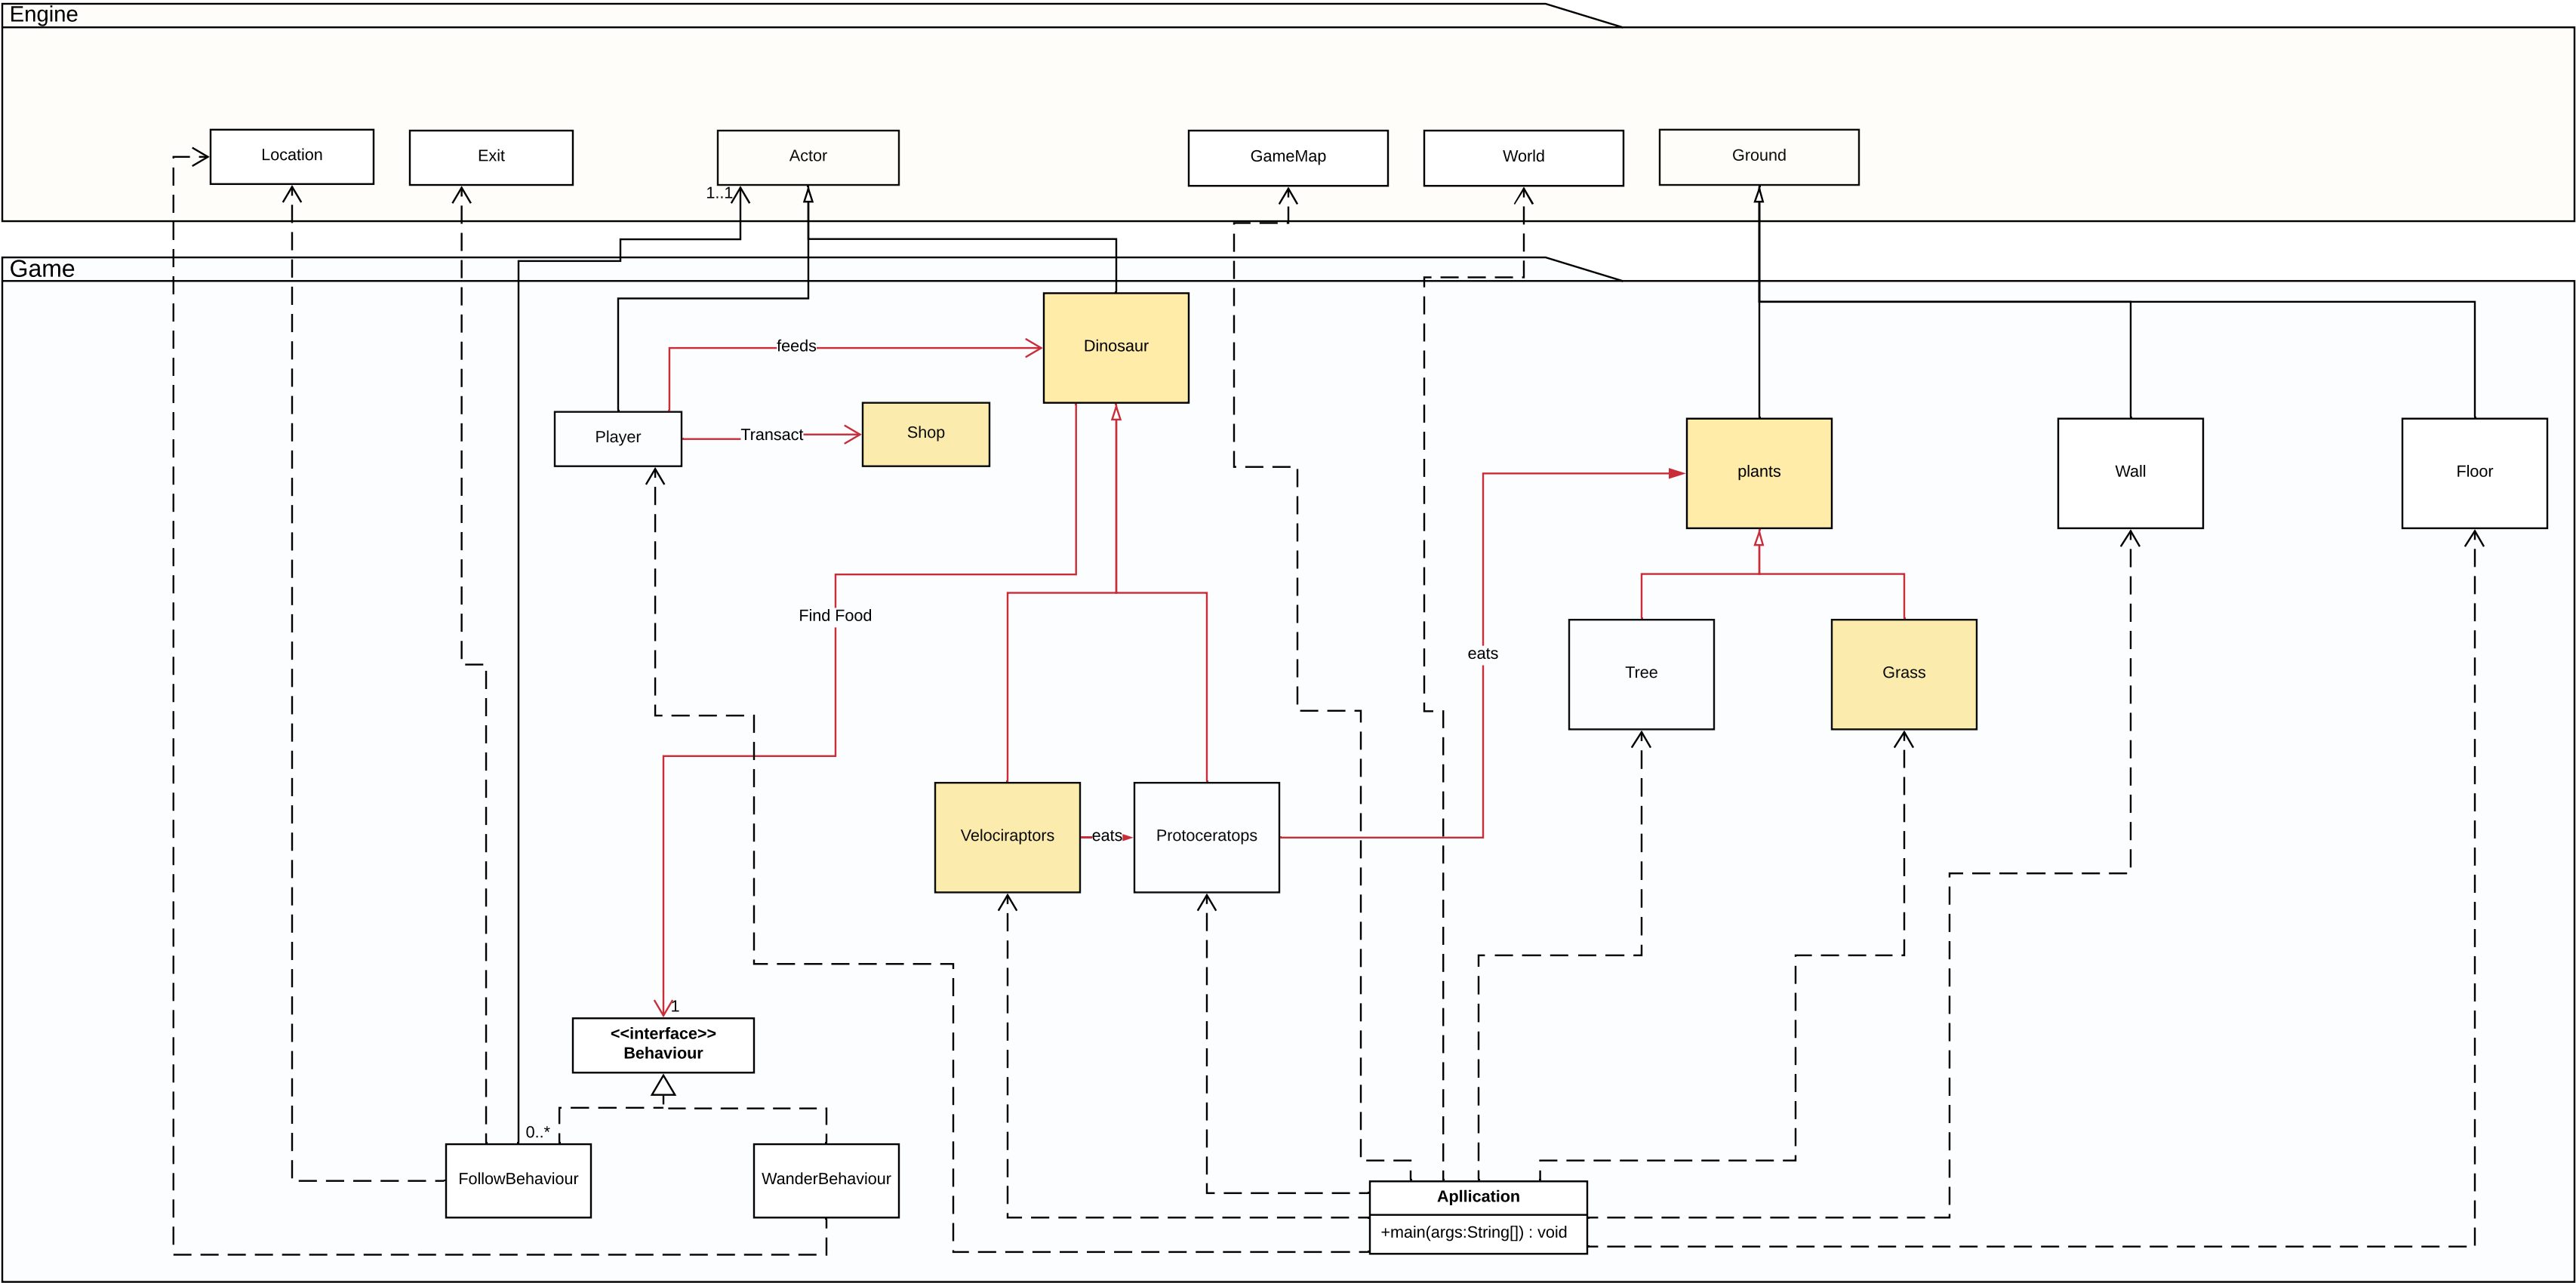 Engine
Location
Exit
Actor
GameMap
World
Ground
1..1
Game
Dinosaur
feeds
Player
Transact
Shop
plants
Wall
Floor
Find Food
eats
Tree
Grass
Velociraptors
eats
Protoceratops
1
<<interface>>
Behaviour
0..*
FollowBehaviour
WanderBehaviour
Apllication
+main(args:String[]) : void